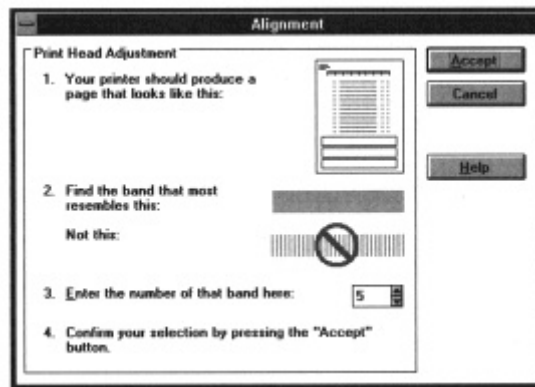 Alignment
Print Head Adjustment
1. Your printer should produce a
page that looks like this:
2. Find the band that most
resembles this:
Not this:
3. Enter the number of that band here:
5
4. Confirm your selection by pressing the "Accept"
button.
Accept
Cancel
Help